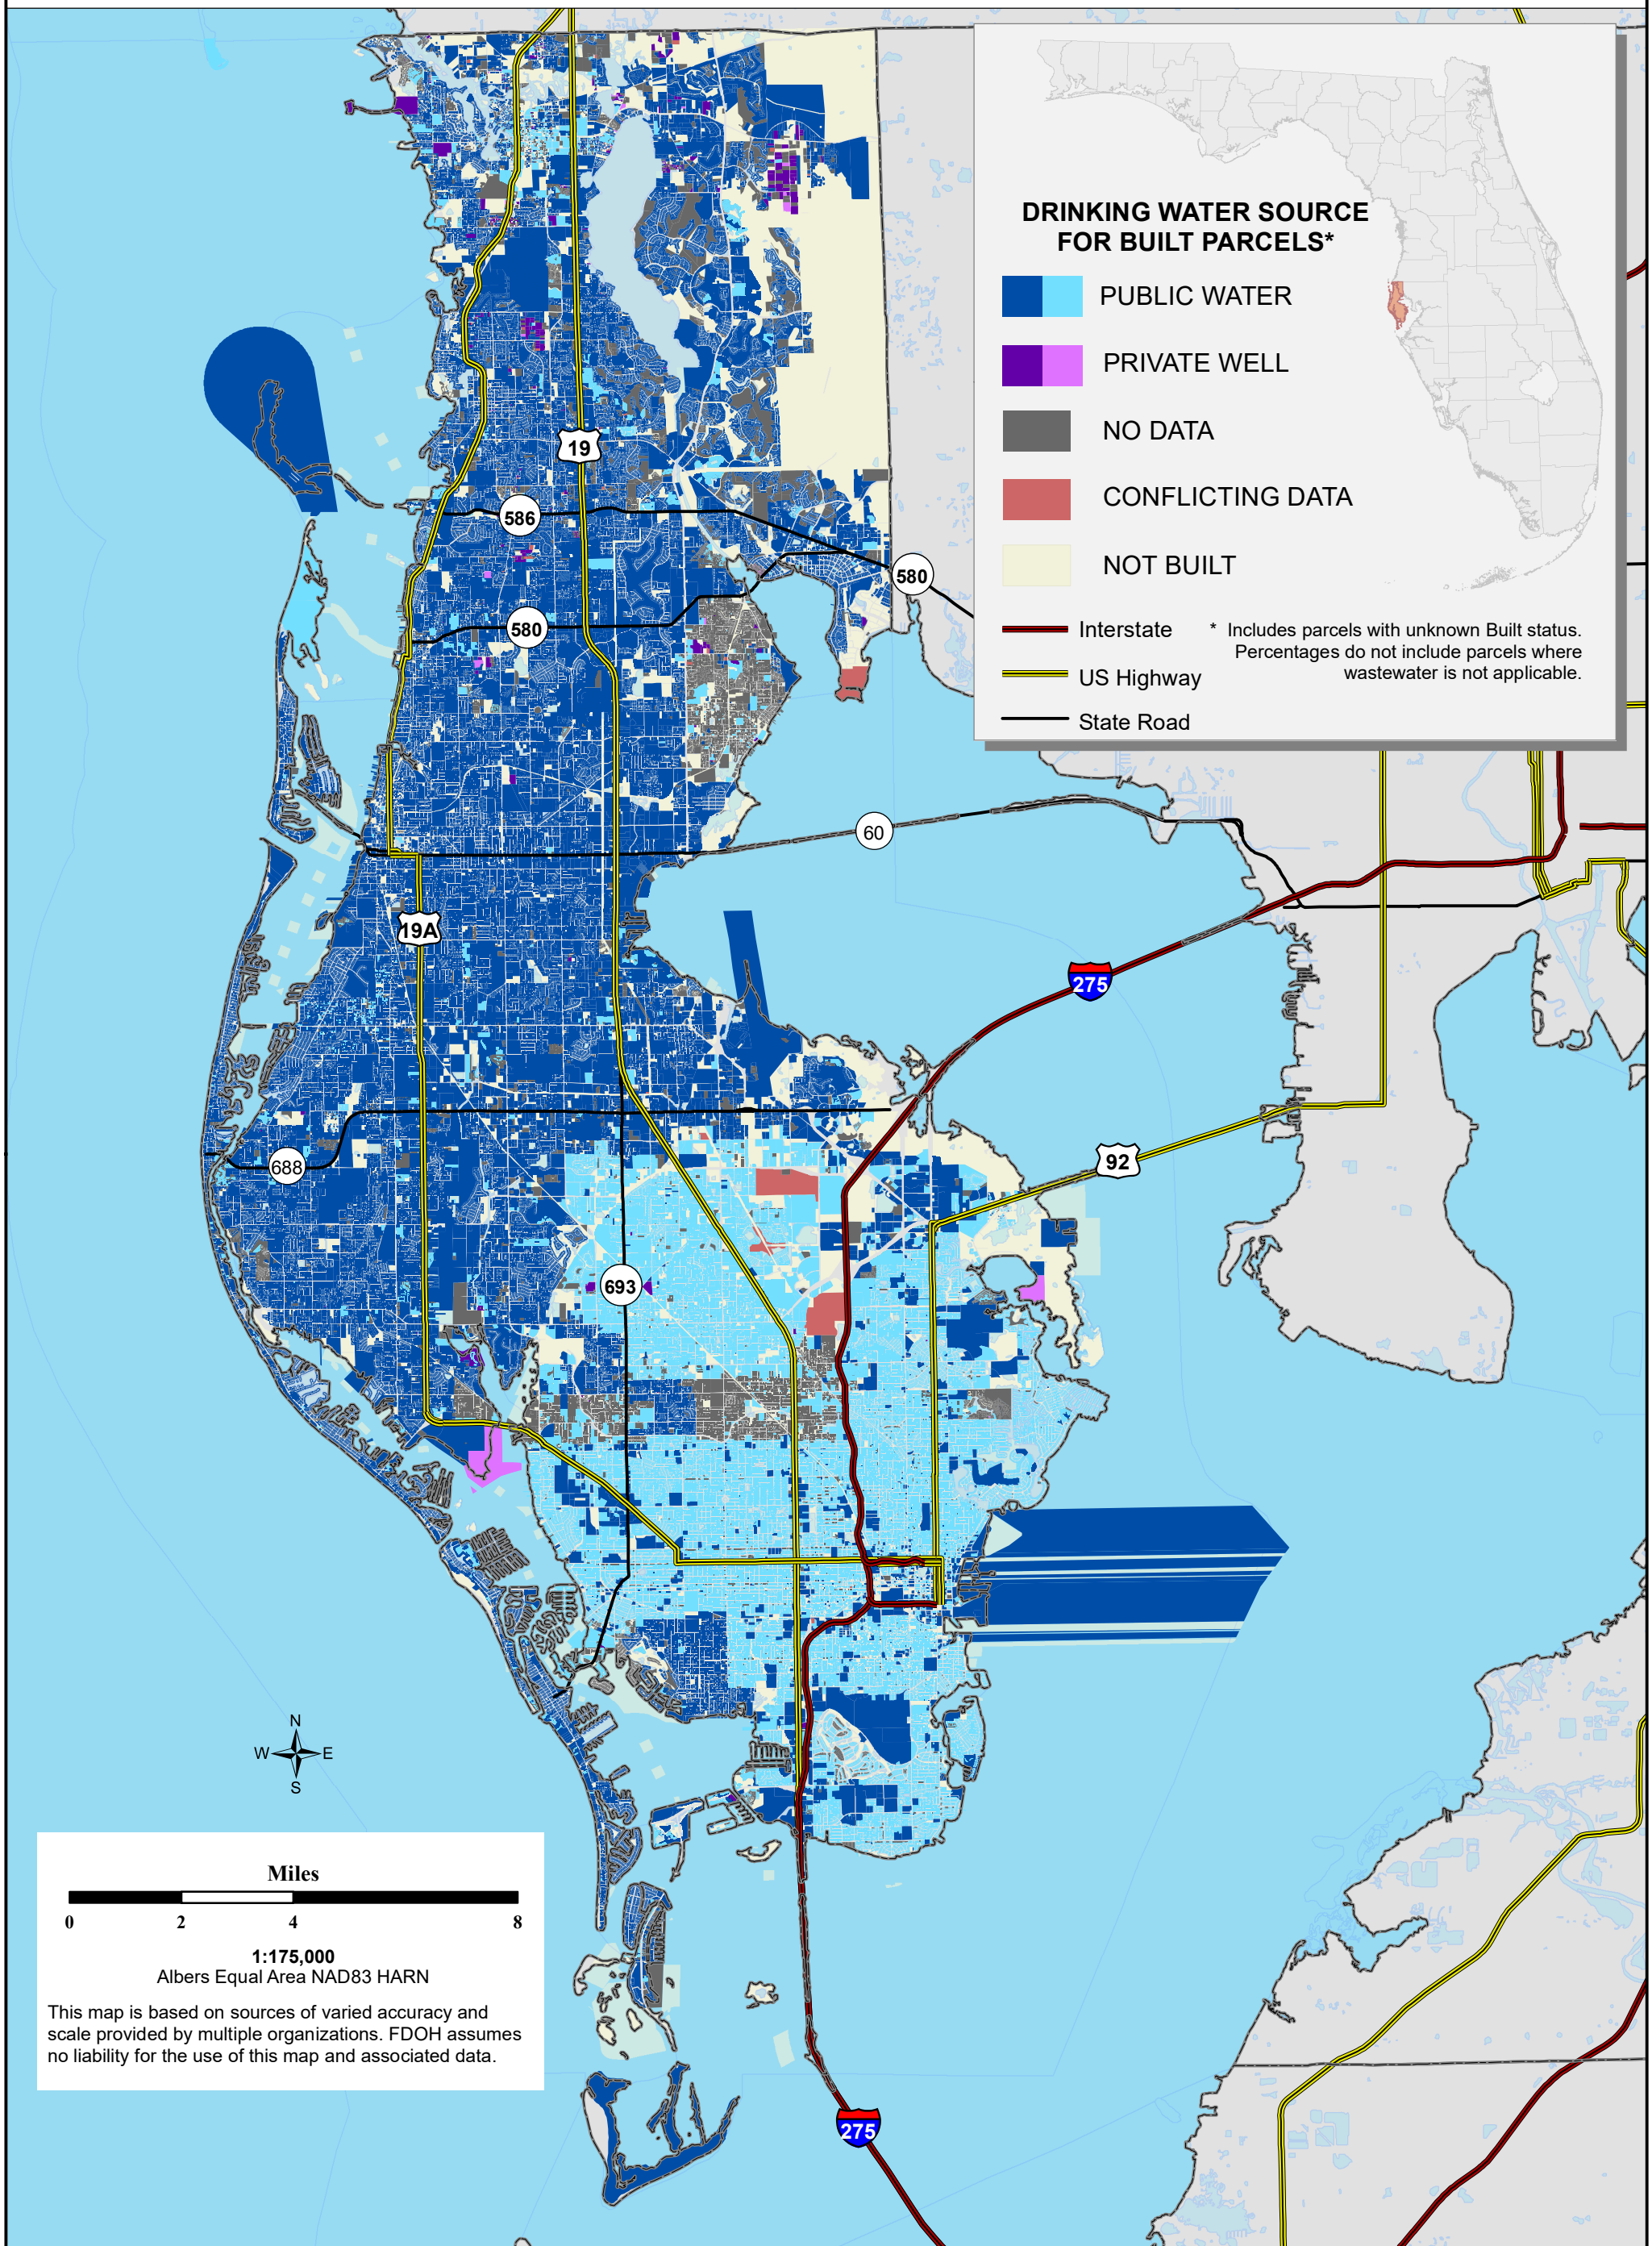 DRINKING WATER SOURCE
FOR BUILT PARCELS*
PUBLIC WATER
PRIVATE WELL
NO DATA
CONFLICTING DATA
NOT BUILT
Interstate
US Highway
State Road
* Includes parcels with unknown Built status.
Percentages do not include parcels where
wastewater is not applicable.
19
586
580
580
60
19A
275
92
688
693
N
W E
S
Miles
0 2 4 8
1:175,000
Albers Equal Area NAD83 HARN
This map is based on sources of varied accuracy and
scale provided by multiple organizations. FDOH assumes
no liability for the use of this map and associated data.
275